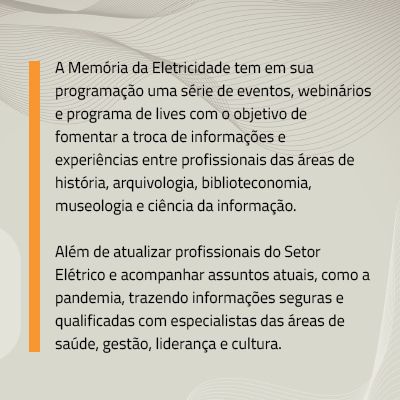 A Memória da Eletricidade tem em sua
programação uma série de eventos, webinários
e programa de lives com o objetivo de
fomentar a troca de informações e
experiências entre profissionais das áreas de
história, arquivologia, biblioteconomia,
museologia e ciência da informação.

Além de atualizar profissionais do Setor
Elétrico e acompanhar assuntos atuais, como a
pandemia, trazendo informações seguras e
qualificadas com especialistas das áreas de
saúde, gestão, liderança e cultura.